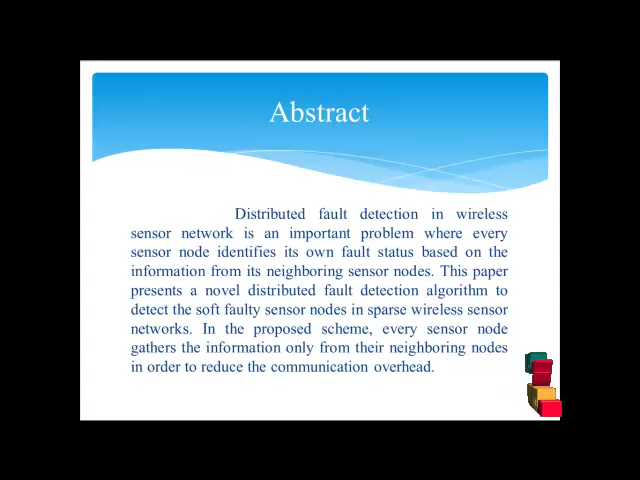 Abstract
Distributed fault detection in wireless
sensor network is an important problem where every
sensor node identifies its own fault status based on the
information from its neighboring sensor nodes. This paper
presents a novel distributed fault detection algorithm to
detect the soft faulty sensor nodes in sparse wireless sensor
networks. In the proposed scheme, every sensor node
gathers the information only from their neighboring nodes
in order to reduce the communication overhead.